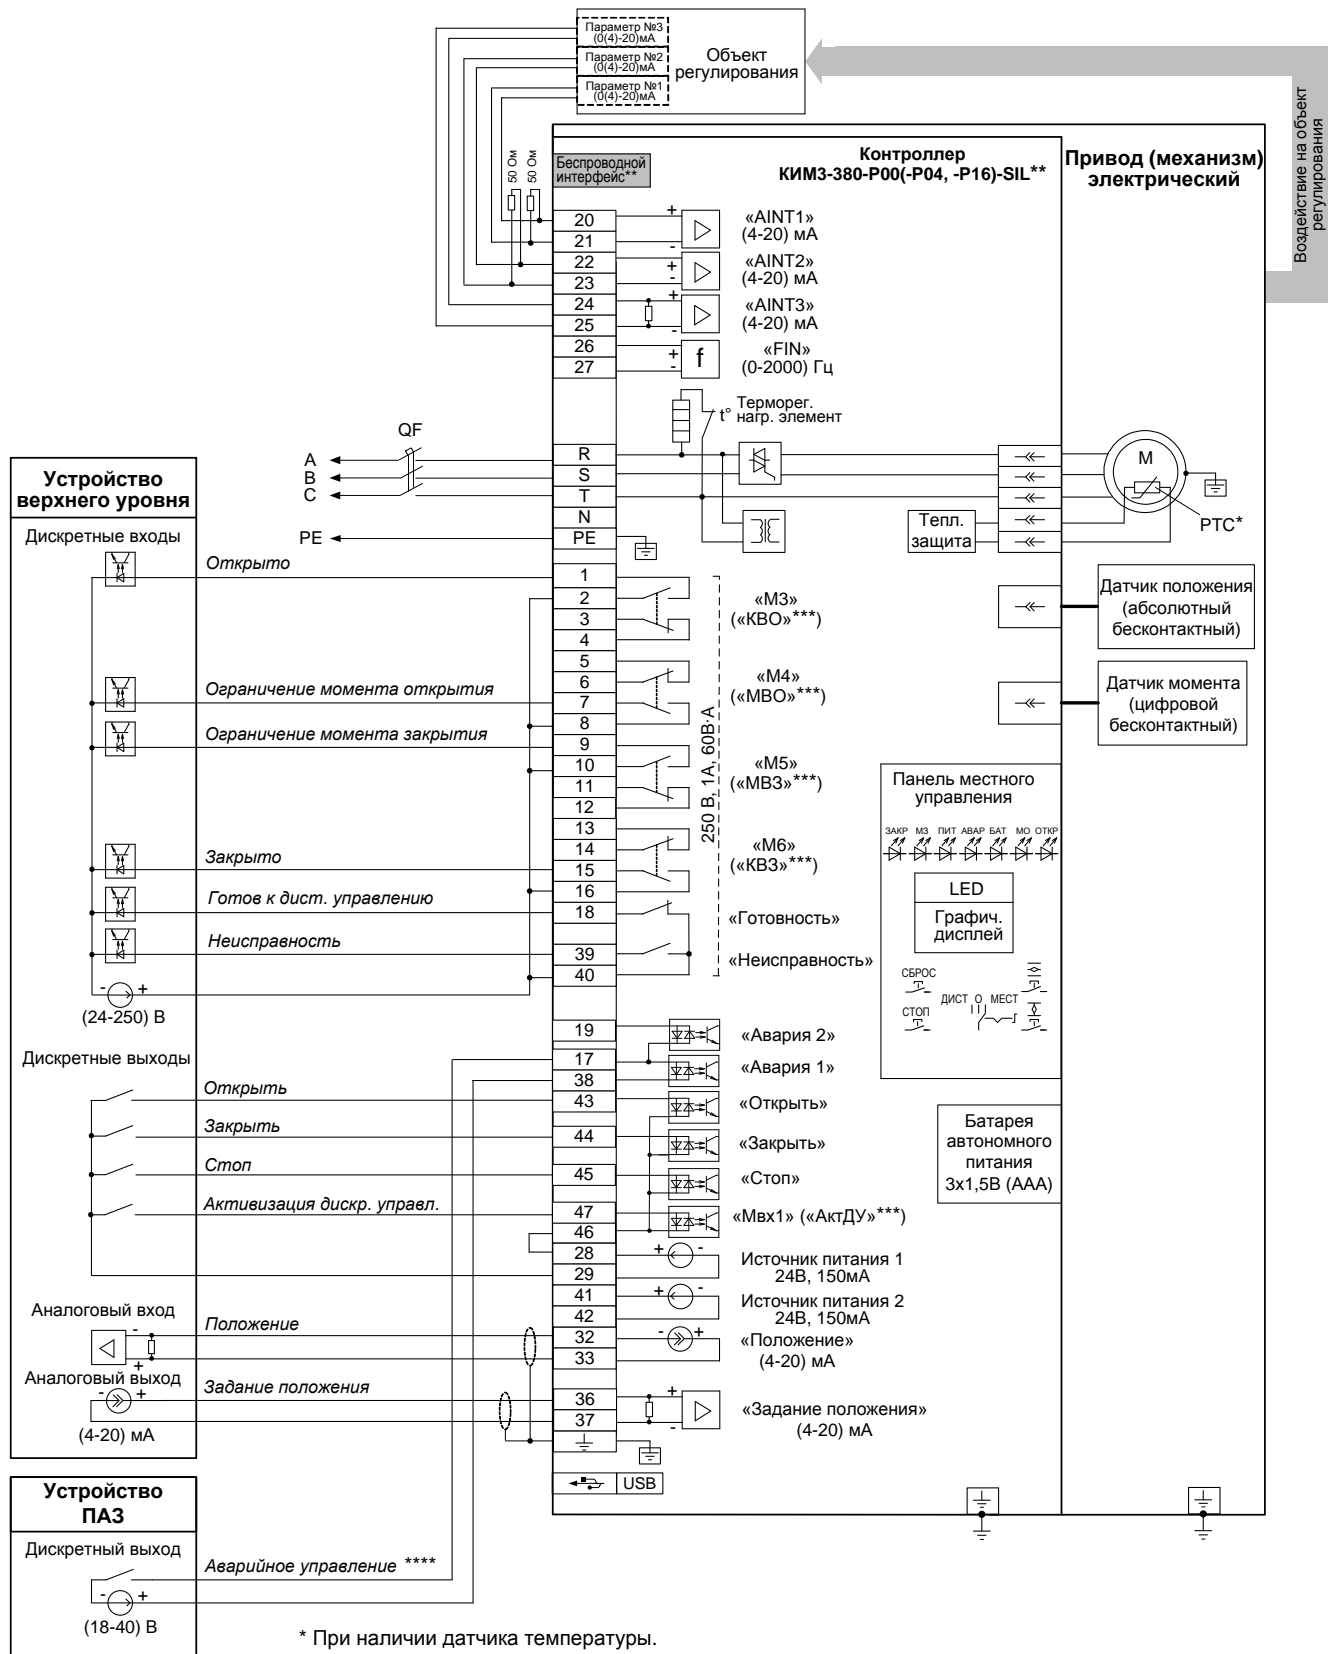 Параметр №3
(0(4)-20)мА
Параметр №2
(0(4)-20)мА
Параметр №1
(0(4)-20)мА
Объект
регулирования
Воздействие на объект
регулирования
50 Ом
50 Ом
Беспроводной
интерфейс**
Контроллер
КИМ3-380-Р00(-Р04, -Р16)-SIL**
Привод (механизм)
электрический
20
21
22
23
24
25
26
27
+
-
«AINT1»
(4-20) мА
+
-
«AINT2»
(4-20) мА
+
-
«AINT3»
(4-20) мА
+
-
f
«FIN»
(0-2000) Гц
t°
Терморег.
нагр. элемент
QF
A
B
C
PE
R
S
T
N
PE
M
PTC*
Тепл.
защита
Датчик положения
(абсолютный
бесконтактный)
Датчик момента
(цифровой
бесконтактный)
Устройство
верхнего уровня
Дискретные входы
Открыто
Ограничение момента открытия
Ограничение момента закрытия
Закрыто
Готов к дист. управлению
Неисправность
- +
(24-250) В
1
2
3
4
5
6
7
8
9
10
11
12
13
14
15
16
18
39
40
«М3»
(«КВО»***)
«М4»
(«МВО»***)
«М5»
(«МВЗ»***)
«М6»
(«КВЗ»***)
«Готовность»
«Неисправность»
250 В, 1А, 60В·А
Панель местного
управления
ЗАКР МЗ ПИТ АВАР БАТ МО ОТКР
LED
Графич.
дисплей
СБРОС
СТОП
ДИСТ О МЕСТ
Батарея
автономного
питания
3х1,5В (ААА)
Дискретные выходы
Открыть
Закрыть
Стоп
Активизация дискр. управл.
19
17
38
43
44
45
47
46
28
29
41
42
32
33
36
37
«Авария 2»
«Авария 1»
«Открыть»
«Закрыть»
«Стоп»
«Мвх1» («АктДУ»***)
+ -
Источник питания 1
24В, 150мА
+ -
Источник питания 2
24В, 150мА
- +
«Положение»
(4-20) мА
+
-
«Задание положения»
(4-20) мА
Аналоговый вход
-
+
Положение
Аналоговый выход
- +
Задание положения
(4-20) мА
USB
Устройство
ПАЗ
Дискретный выход
Аварийное управление ****
- +
(18-40) В
* При наличии датчика температуры.